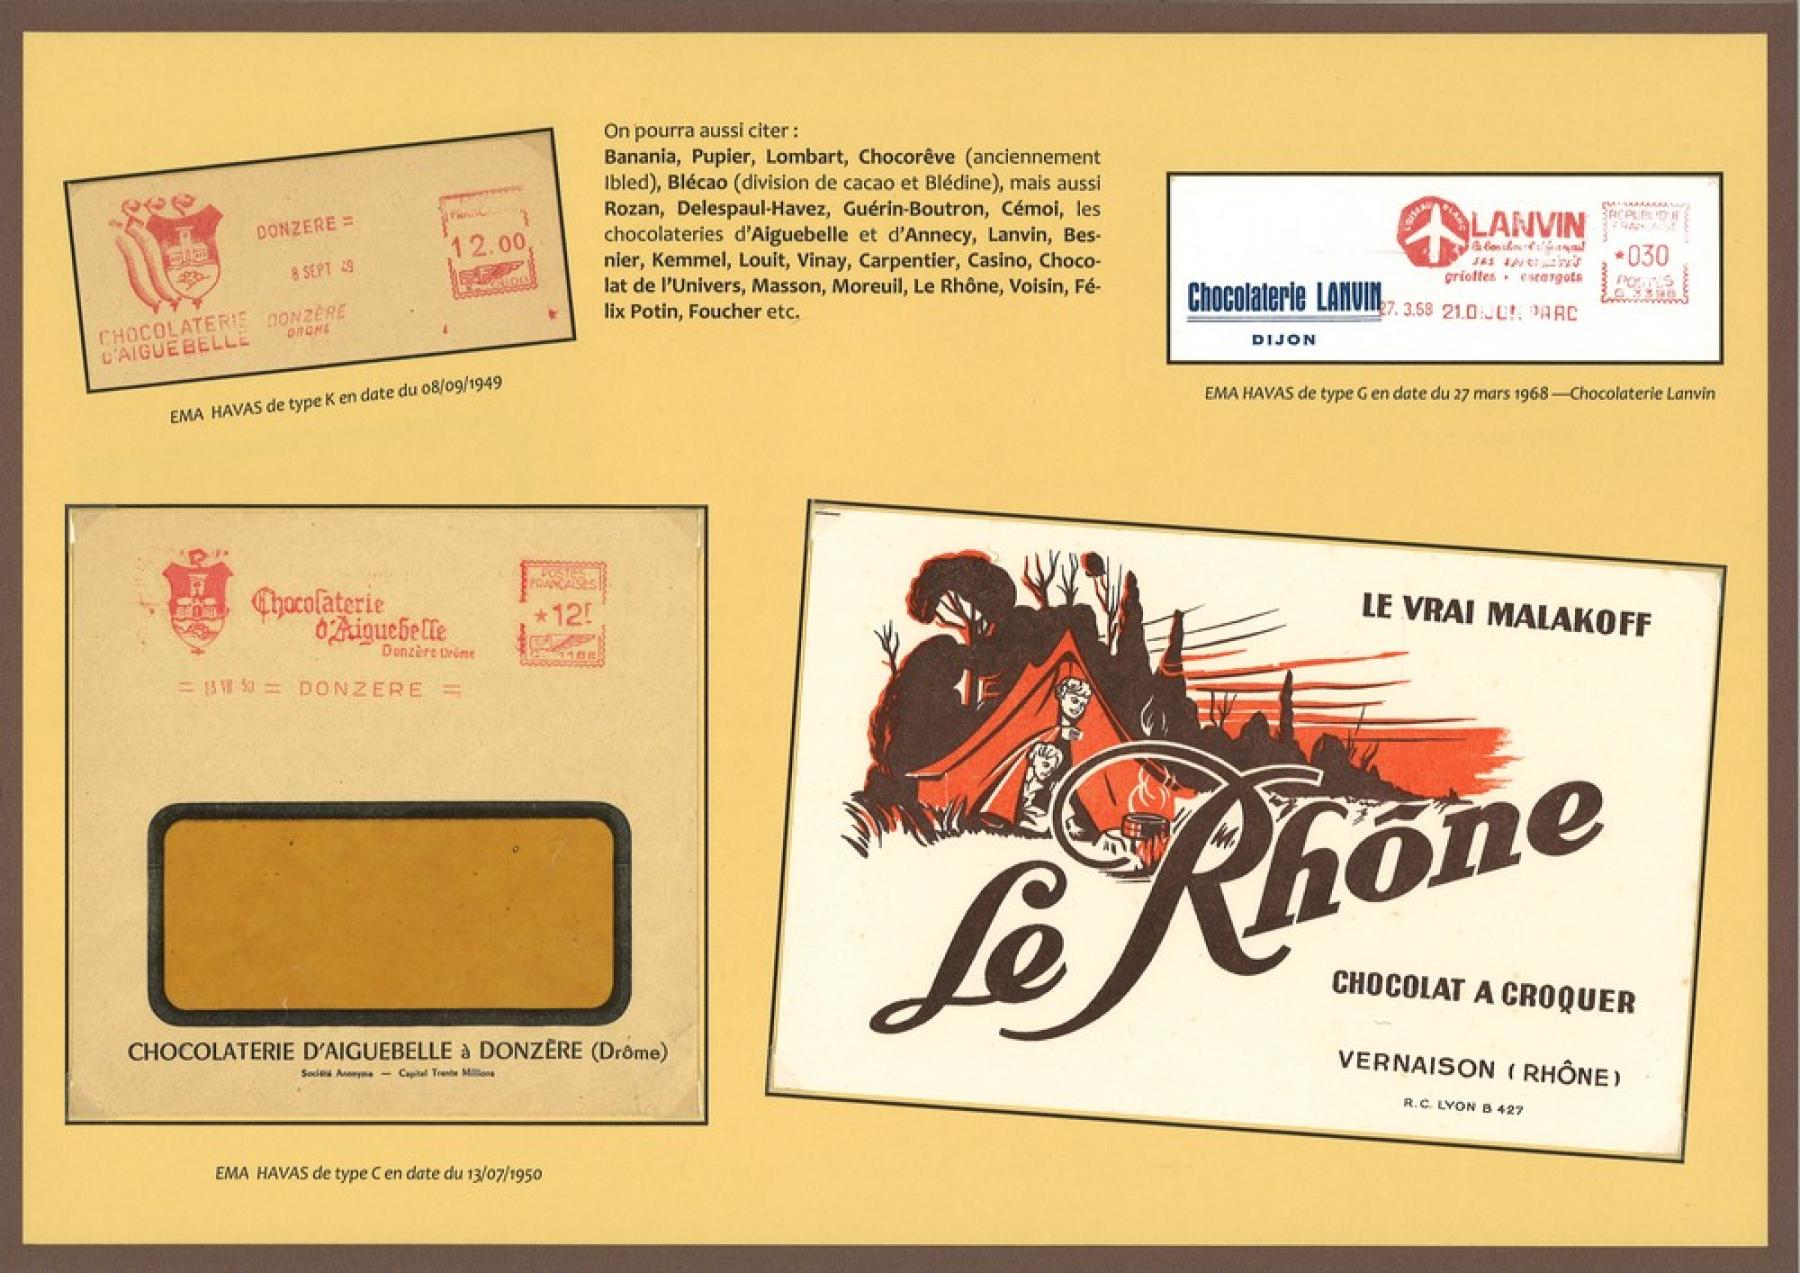 On pourra aussi citer :
Banania, Pupier, Lombart, Chocorêve (anciennement
Ibled), Blécao (division de cacao et Blédine), mais aussi
Rozan, Delespaul-Havez, Guérin-Boutron, Cémoi, les
chocolateries d'Aiguebelle et d'Annecy, Lanvin, Bes-
nier, Kemmel, Louit, Vinay, Carpentier, Casino, Choco-
lat de l'Univers, Masson, Moreuil, Le Rhône, Voisin, Fé-
lix Potin, Foucher etc.
DONZERE =
8 SEPT 49
12.00
CHOCOLATERIE
D'AIGUEBELLE
DONZÈRE
DROME
EMA HAVAS de type K en date du 08/09/1949
LANVIN
griottes • escargots
REPUBLIQUE
FRANÇAISE
*030
POSTES
Chocolaterie LANVIN
DIJON
27. 3.58
EMA HAVAS de type G en date du 27 mars 1968 —Chocolaterie Lanvin
Chocolaterie
d'Aiguebelle
Donzère Drôme
POSTES
FRANÇAISES
*12F
= 13 VII 50 = DONZERE =
CHOCOLATERIE D'AIGUEBELLE à DONZÈRE (Drôme)
Société Anonyme — Capital Trente Millions
EMA HAVAS de type C en date du 13/07/1950
LE VRAI MALAKOFF
Le Rhône
CHOCOLAT A CROQUER
VERNAISON (RHÔNE)
R.C. LYON B 427